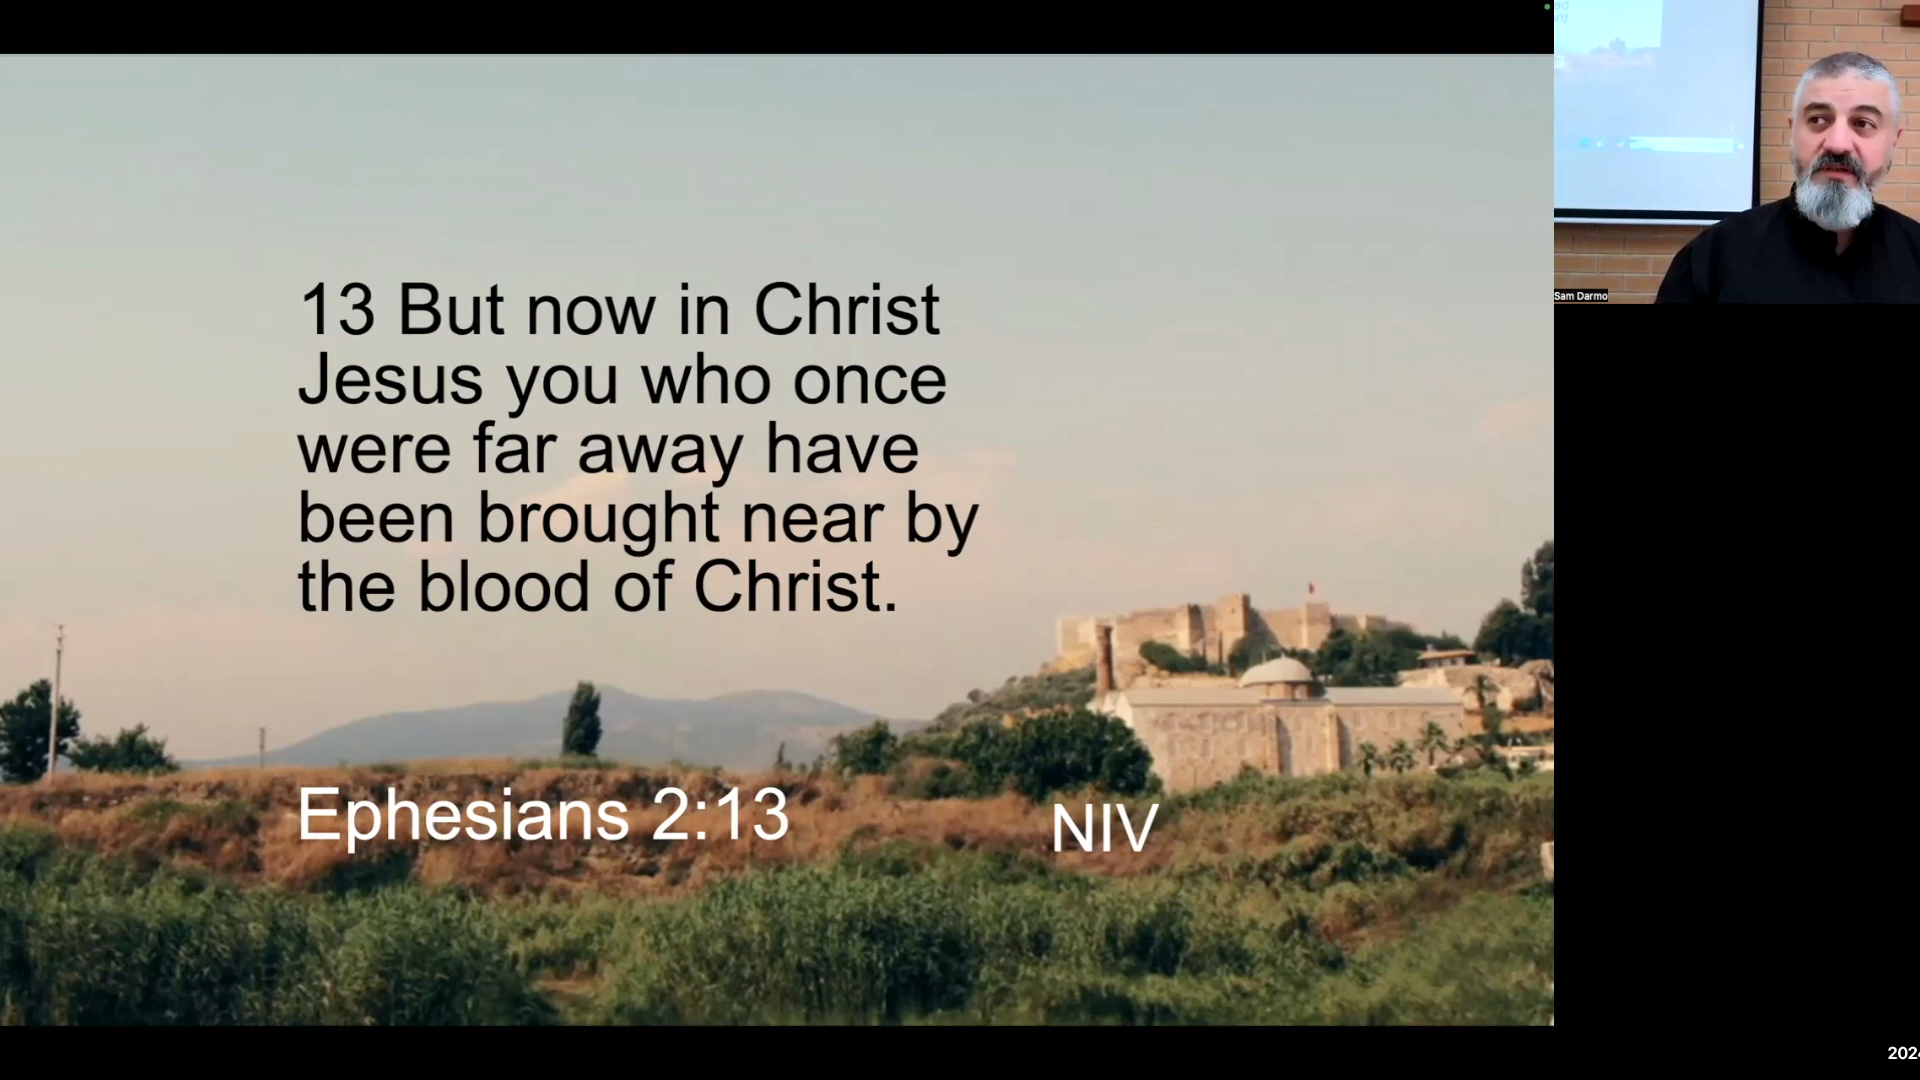 13 But now in Christ
Jesus you who once
were far away have
been brought near by
the blood of Christ.
Ephesians 2:13
NIV
Sam Darmo